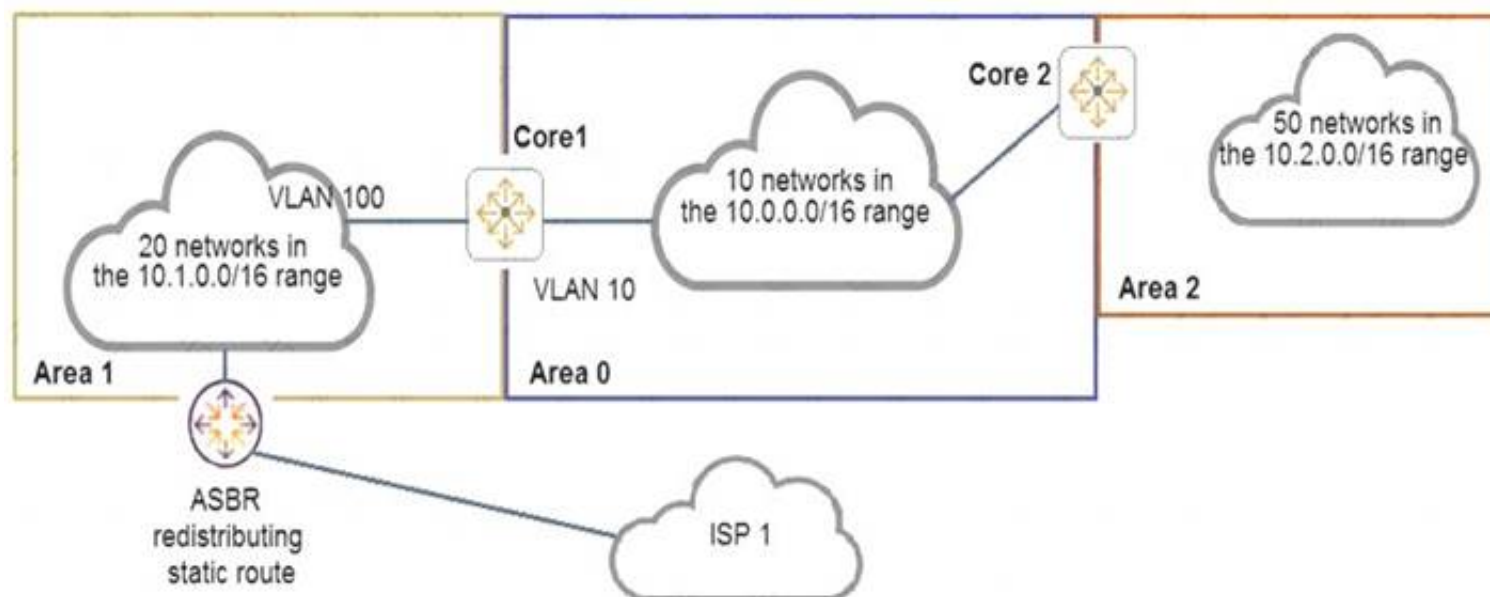 Core 2
50 networks in
the 10.2.0.0/16 range
Core1
10 networks in
the 10.0.0.0/16 range
VLAN 100
20 networks in
the 10.1.0.0/16 range
VLAN 10
Area 2
Area 1
Area 0
ASBR
redistributing
static route
ISP 1